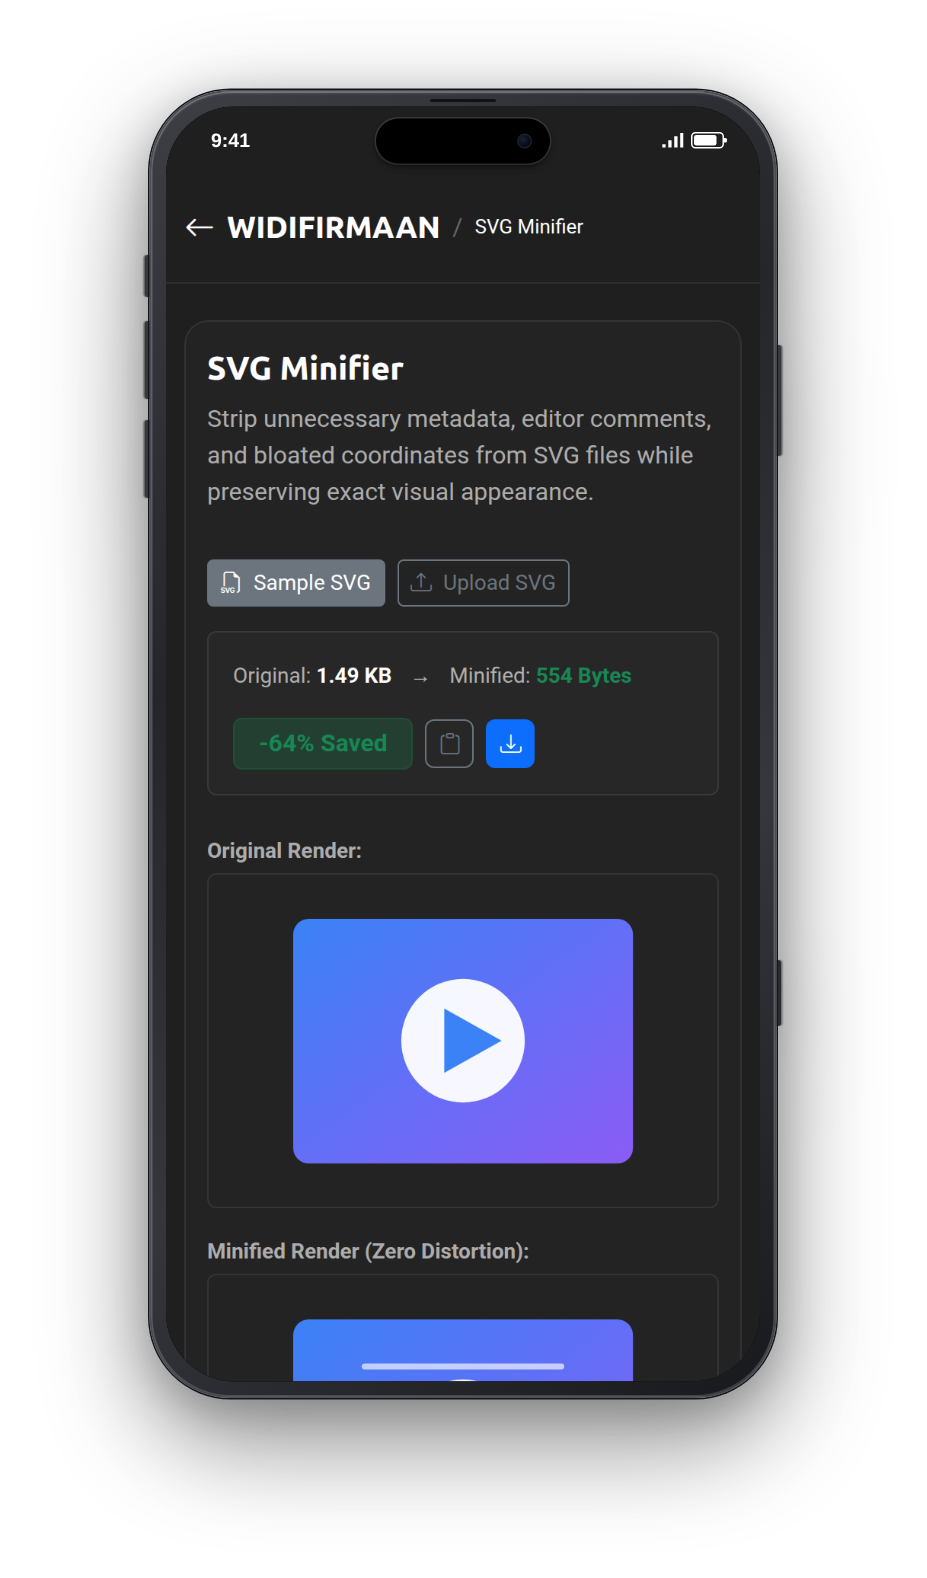 9:41
WIDIFIRMAAN / SVG Minifier
SVG Minifier
Strip unnecessary metadata, editor comments,
and bloated coordinates from SVG files while
preserving exact visual appearance.
SVG Sample SVG
Upload SVG
Original: 1.49 KB → Minified: 554 Bytes
-64% Saved
Original Render:
Minified Render (Zero Distortion):